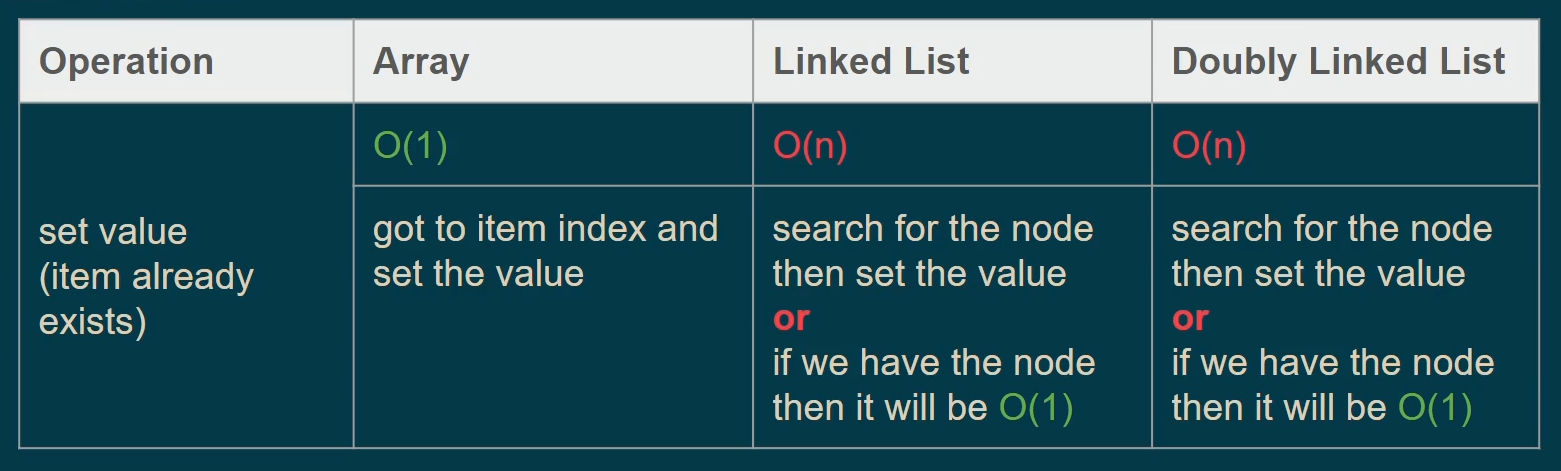 Operation
Array
Linked List
Doubly Linked List
set value
(item already
exists)
O(1)
got to item index and
set the value
O(n)
search for the node
then set the value
or
if we have the node
then it will be O(1)
O(n)
search for the node
then set the value
or
if we have the node
then it will be O(1)